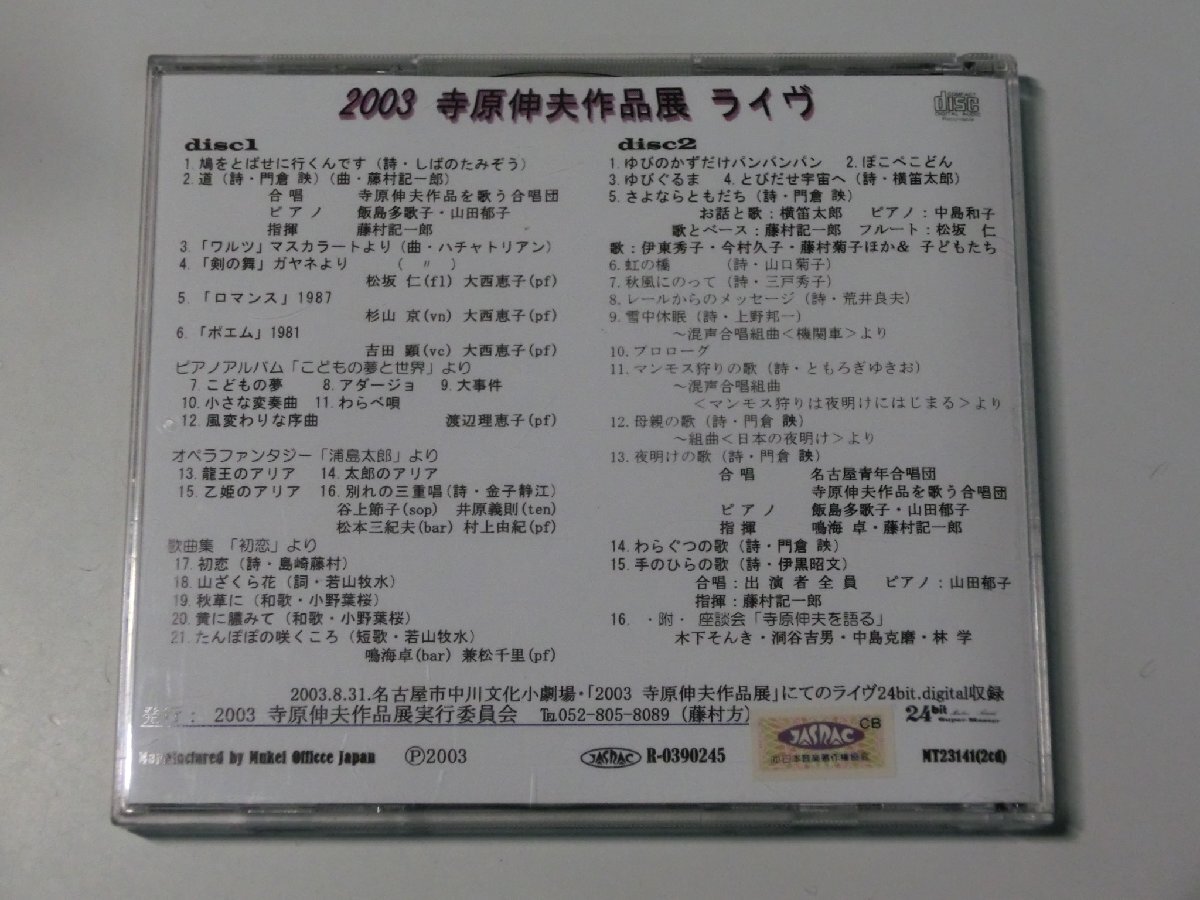 2003 寺原伸夫作品展 ライヴ
COMPACT
disc
DIGITAL AUDIO
Recordable
disc1
1. 鳩をとばせに行くんです (詩・しばのたみぞう)
2. 道 (詩・門倉 訣) (曲・藤村記一郎)
合唱 寺原伸夫作品を歌う合唱団
ピアノ 飯島多歌子・山田郁子
指揮 藤村記一郎
3. 「ワルツ」マスカラートより (曲・ハチャトリアン)
4. 「剣の舞」ガヤネより ( 〃 )
松坂 仁(fl) 大西恵子(pf)
5. 「ロマンス」1987
杉山 京(vn) 大西恵子(pf)
6. 「ポエム」1981
吉田 顕(vc) 大西恵子(pf)
ピアノアルバム「こどもの夢と世界」より
7. こどもの夢 8. アダージョ 9. 大事件
10. 小さな変奏曲 11. わらべ唄
12. 風変わりな序曲 渡辺理恵子(pf)
オペラファンタジー「浦島太郎」より
13. 龍王のアリア 14. 太郎のアリア
15. 乙姫のアリア 16. 別れの三重唱(詩・金子静江)
谷上節子(sop) 井原義則(ten)
松本三紀夫(bar) 村上由紀(pf)
歌曲集 「初恋」より
17. 初恋 (詩・島崎藤村)
18. 山ざくら花 (詞・若山牧水)
19. 秋草に (和歌・小野葉桜)
20. 黄に膿みて (和歌・小野葉桜)
21. たんぽぽの咲くころ (短歌・若山牧水)
鳴海卓(bar) 兼松千里(pf)
disc2
1. ゆびのかずだけパンパンパン 2. ぽこぺこどん
3. ゆびぐるま 4. とびだせ宇宙へ (詩・横笛太郎)
5. さよならともだち (詩・門倉 訣)
お話と歌：横笛太郎 ピアノ：中島和子
歌とベース：藤村記一郎 フルート：松坂 仁
歌：伊東秀子・今村久子・藤村菊子ほか& 子どもたち
6. 虹の橋 (詩・山口菊子)
7. 秋風にのって (詩・三戸秀子)
8. レールからのメッセージ (詩・荒井良夫)
9. 雪中休眠 (詩・上野邦一)
～混声合唱組曲＜機関車＞より
10. プロローグ
11. マンモス狩りの歌 (詩・ともろぎゆきお)
～混声合唱組曲
＜マンモス狩りは夜明けにはじまる＞より
12. 母親の歌 (詩・門倉 訣)
～組曲＜日本の夜明け＞より
13. 夜明けの歌 (詩・門倉 訣)
合唱 名古屋青年合唱団
寺原伸夫作品を歌う合唱団
ピアノ 飯島多歌子・山田郁子
指揮 鳴海 卓・藤村記一郎
14. わらぐつの歌 (詩・門倉 訣)
15. 手のひらの歌 (詩・伊黒昭文)
合唱：出演者全員 ピアノ：山田郁子
指揮：藤村記一郎
16. ・附・ 座談会「寺原伸夫を語る」
木下そんき・洞谷吉男・中島克磨・林 学
2003.8.31.名古屋市中川文化小劇場・「2003 寺原伸夫作品展」にてのライヴ24bit.digital収録
発行： 2003 寺原伸夫作品展実行委員会 ℡052-805-8089 (藤村方)
24bit
Super Master
Manufactured by Mukei Officce Japan Ⓟ2003 JASRAC R-0390245
CB
JASRAC
日本音楽著作権協会
MT23141(2cd)